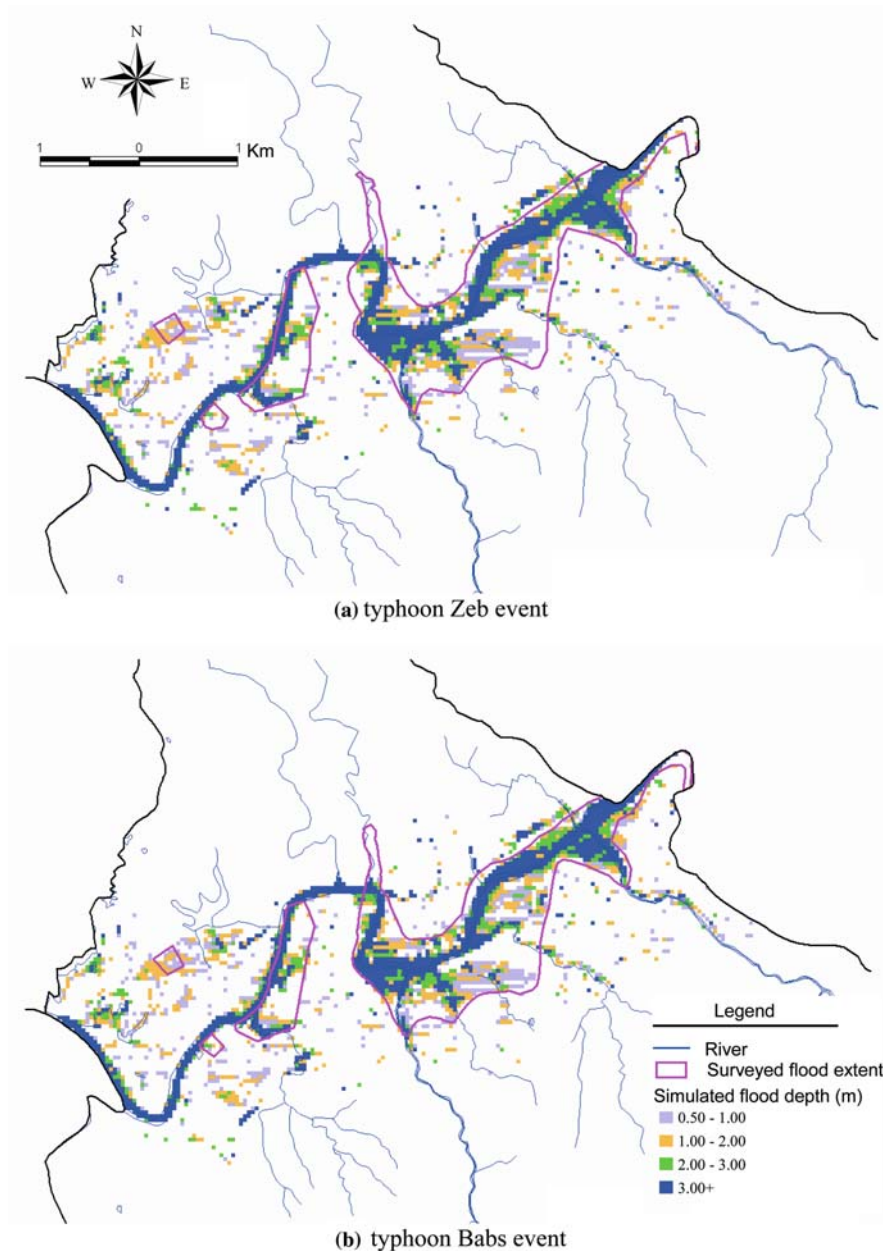 N
W E
S
1 0 1 Km
(a) typhoon Zeb event
Legend
River
Surveyed flood extent
Simulated flood depth (m)
0.50 - 1.00
1.00 - 2.00
2.00 - 3.00
3.00+
(b) typhoon Babs event